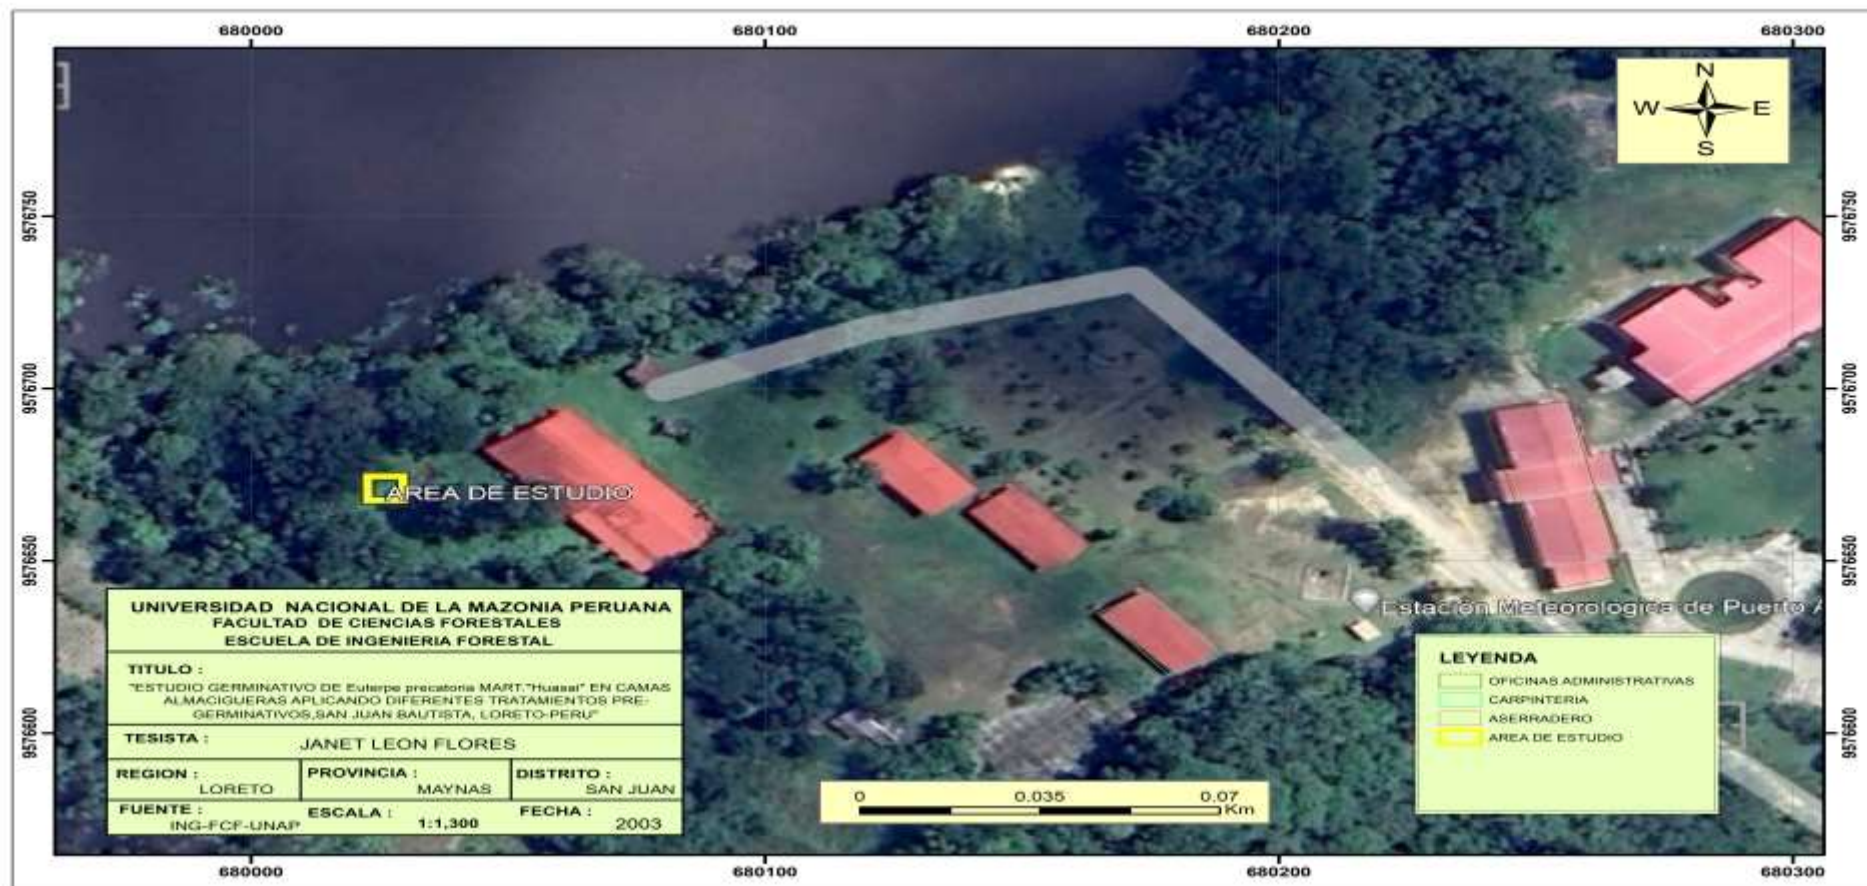 680000 680100 680200 680300
N
W E
S
9576750 9576750
9576700 9576700
9576650 9576650
9576600 9576600
AREA DE ESTUDIO
Estación Meteorologica de Puerto A
UNIVERSIDAD NACIONAL DE LA MAZONIA PERUANA
FACULTAD DE CIENCIAS FORESTALES
ESCUELA DE INGENIERIA FORESTAL
TITULO :
"ESTUDIO GERMINATIVO DE Euterpe precatoria MART."Huasai" EN CAMAS
ALMACIGUERAS APLICANDO DIFERENTES TRATAMIENTOS PRE-
GERMINATIVOS,SAN JUAN BAUTISTA, LORETO-PERU"
TESISTA : JANET LEON FLORES
REGION : PROVINCIA : DISTRITO :
LORETO MAYNAS SAN JUAN
FUENTE : ESCALA : FECHA :
ING-FCF-UNAP 1:1,300 2003
LEYENDA
OFICINAS ADMINISTRATIVAS
CARPINTERIA
ASERRADERO
AREA DE ESTUDIO
0 0.035 0.07
Km
680000 680100 680200 680300